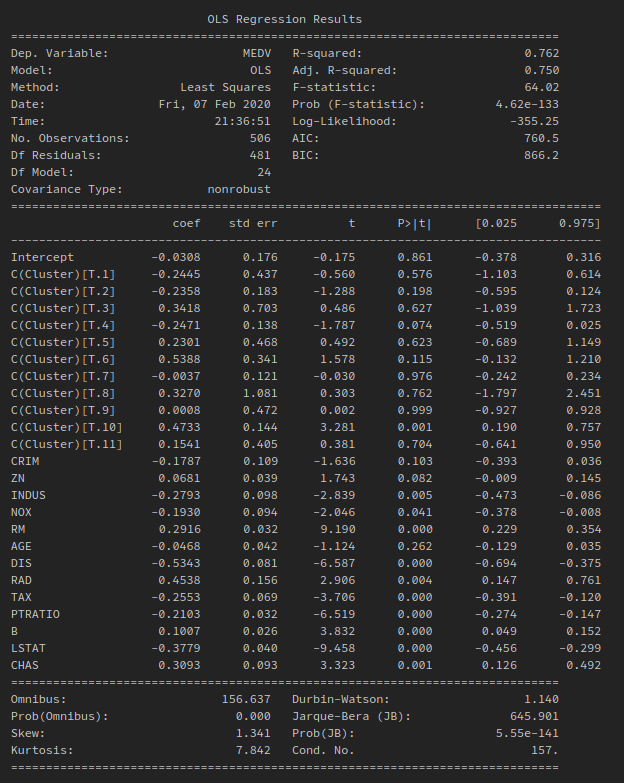 OLS Regression Results
==============================================================================
Dep. Variable:                   MEDV   R-squared:                       0.762
Model:                            OLS   Adj. R-squared:                  0.750
Method:                 Least Squares   F-statistic:                     64.02
Date:                Fri, 07 Feb 2020   Prob (F-statistic):          4.62e-133
Time:                        21:36:51   Log-Likelihood:                -355.25
No. Observations:                 506   AIC:                             760.5
Df Residuals:                     481   BIC:                             866.2
Df Model:                          24
Covariance Type:            nonrobust
====================================================================================
coef    std err          t      P>|t|      [0.025      0.975]
------------------------------------------------------------------------------------
Intercept           -0.0308      0.176     -0.175      0.861      -0.378       0.316
C(Cluster)[T.1]     -0.2445      0.437     -0.560      0.576      -1.103       0.614
C(Cluster)[T.2]     -0.2358      0.183     -1.288      0.198      -0.595       0.124
C(Cluster)[T.3]      0.3418      0.703      0.486      0.627      -1.039       1.723
C(Cluster)[T.4]     -0.2471      0.138     -1.787      0.074      -0.519       0.025
C(Cluster)[T.5]      0.2301      0.468      0.492      0.623      -0.689       1.149
C(Cluster)[T.6]      0.5388      0.341      1.578      0.115      -0.132       1.210
C(Cluster)[T.7]     -0.0037      0.121     -0.030      0.976      -0.242       0.234
C(Cluster)[T.8]      0.3270      1.081      0.303      0.762      -1.797       2.451
C(Cluster)[T.9]      0.0008      0.472      0.002      0.999      -0.927       0.928
C(Cluster)[T.10]     0.4733      0.144      3.281      0.001       0.190       0.757
C(Cluster)[T.11]     0.1541      0.405      0.381      0.704      -0.641       0.950
CRIM                -0.1787      0.109     -1.636      0.103      -0.393       0.036
ZN                   0.0681      0.039      1.743      0.082      -0.009       0.145
INDUS               -0.2793      0.098     -2.839      0.005      -0.473      -0.086
NOX                 -0.1930      0.094     -2.046      0.041      -0.378      -0.008
RM                   0.2916      0.032      9.190      0.000       0.229       0.354
AGE                 -0.0468      0.042     -1.124      0.262      -0.129       0.035
DIS                 -0.5343      0.081     -6.587      0.000      -0.694      -0.375
RAD                  0.4538      0.156      2.906      0.004       0.147       0.761
TAX                 -0.2553      0.069     -3.706      0.000      -0.391      -0.120
PTRATIO             -0.2103      0.032     -6.519      0.000      -0.274      -0.147
B                    0.1007      0.026      3.832      0.000       0.049       0.152
LSTAT               -0.3779      0.040     -9.458      0.000      -0.456      -0.299
CHAS                 0.3093      0.093      3.323      0.001       0.126       0.492
==============================================================================
Omnibus:                      156.637   Durbin-Watson:                   1.140
Prob(Omnibus):                  0.000   Jarque-Bera (JB):              645.901
Skew:                           1.341   Prob(JB):                    5.55e-141
Kurtosis:                       7.842   Cond. No.                         157.
==============================================================================